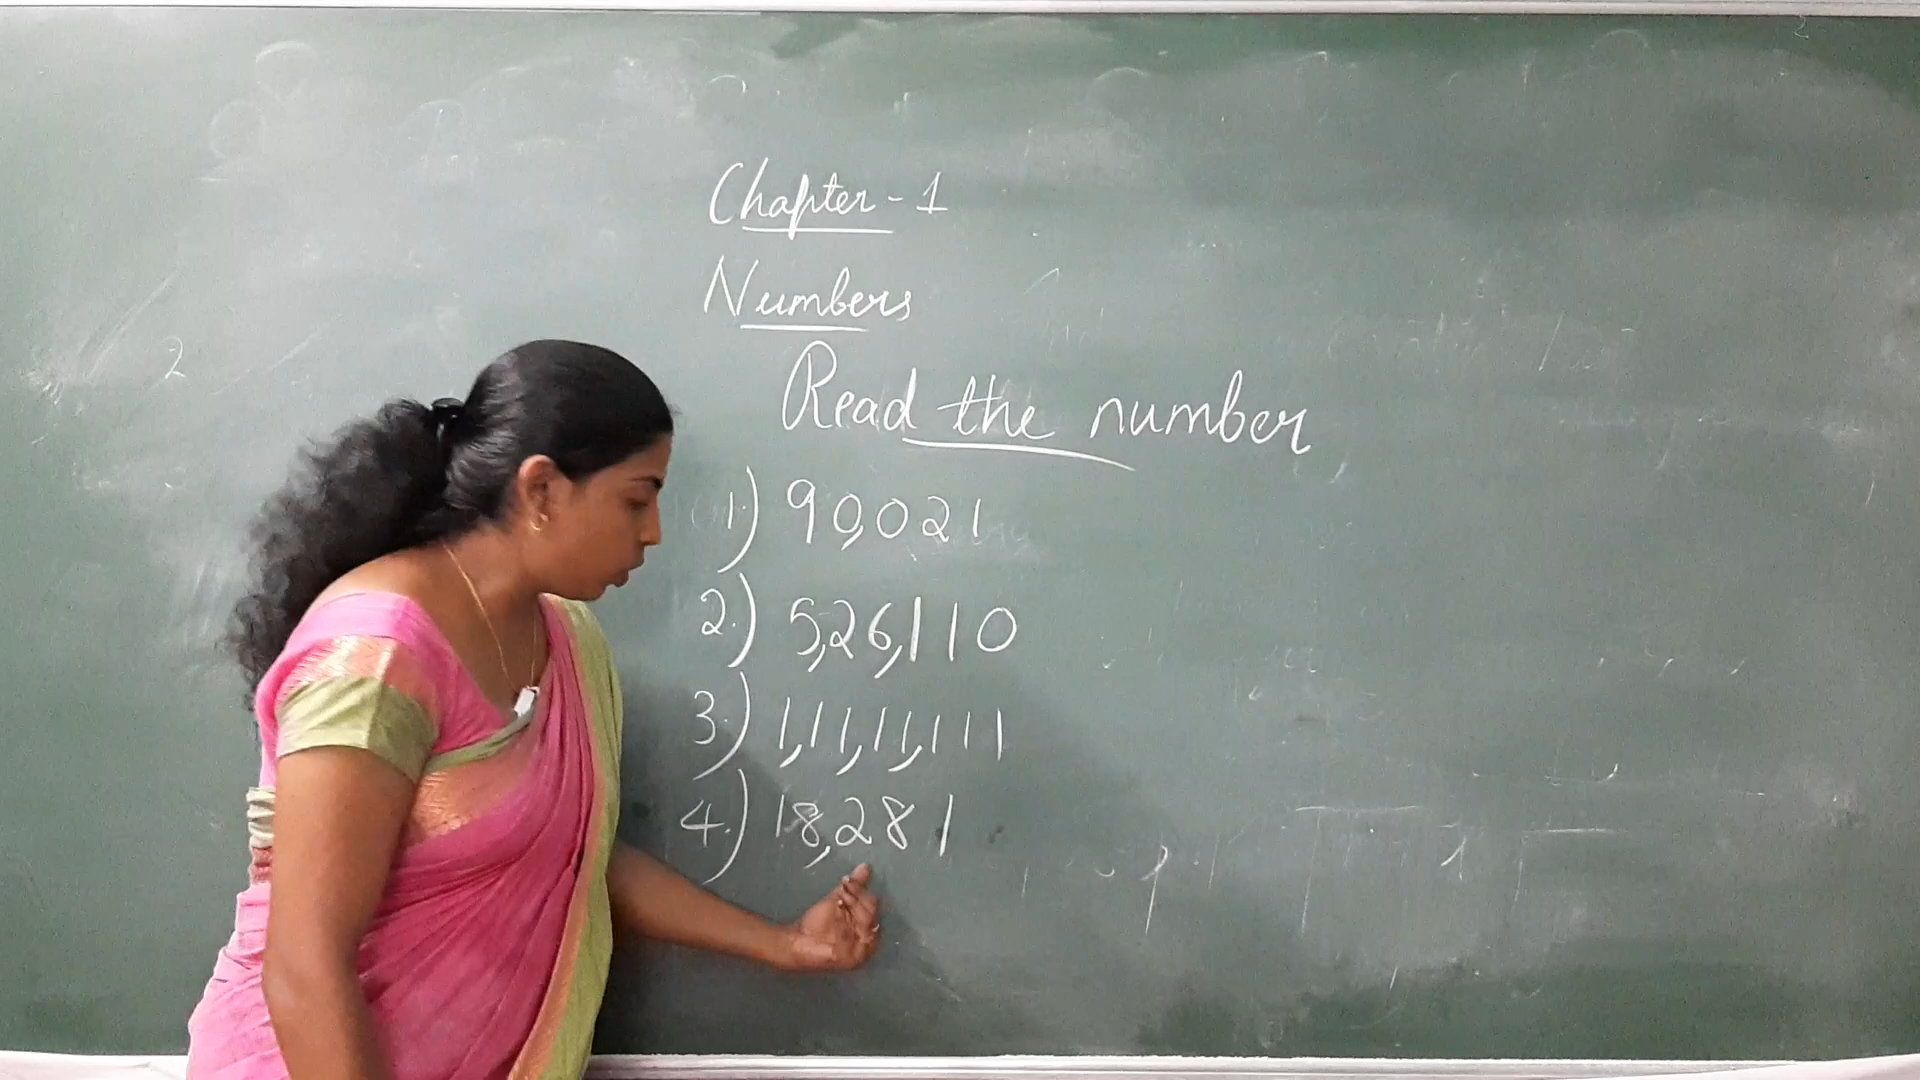 Chapter - 1
Numbers
Read the number
1.) 90,021
2.) 5,26,110
3.) 1,11,11,111
4.) 18,281
2